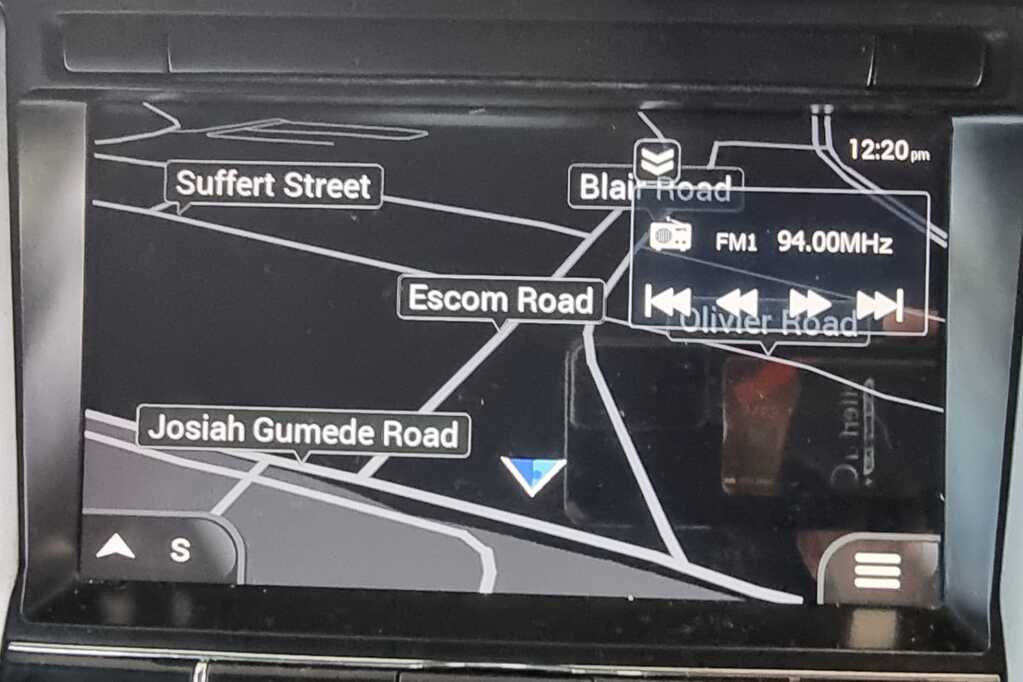 12:20pm
Suffert Street
Blair Road
FM1 94.00MHz
Escom Road
Olivier Road
Josiah Gumede Road
S